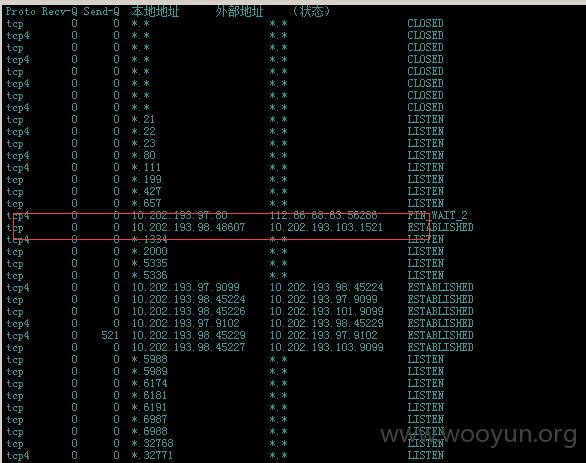 Proto Recv-Q Send-Q 本地地址 外部地址 (状态)
tcp 0 0 *.* *.* CLOSED
tcp4 0 0 *.* *.* CLOSED
tcp 0 0 *.* *.* CLOSED
tcp4 0 0 *.* *.* CLOSED
tcp 0 0 *.* *.* CLOSED
tcp 0 0 *.* *.* CLOSED
tcp 0 0 *.* *.* CLOSED
tcp4 0 0 *.* *.* CLOSED
tcp 0 0 *.21 *.* LISTEN
tcp4 0 0 *.22 *.* LISTEN
tcp 0 0 *.23 *.* LISTEN
tcp4 0 0 *.80 *.* LISTEN
tcp4 0 0 *.111 *.* LISTEN
tcp 0 0 *.199 *.* LISTEN
tcp 0 0 *.427 *.* LISTEN
tcp 0 0 *.657 *.* LISTEN
tcp4 0 0 10.202.193.97.80 FIN_WAIT_2
tcp 0 0 10.202.193.98.48607 10.202.193.103.1521 ESTABLISHED
tcp4 0 0 *.1334 *.* LISTEN
tcp 0 0 *.2000 *.* LISTEN
tcp 0 0 *.5335 *.* LISTEN
tcp 0 0 *.5336 *.* LISTEN
tcp4 0 0 10.202.193.97.9099 10.202.193.98.45224 ESTABLISHED
tcp 0 0 10.202.193.98.45224 10.202.193.97.9099 ESTABLISHED
tcp 0 0 10.202.193.98.45226 10.202.193.101.9099 ESTABLISHED
tcp4 0 0 10.202.193.97.9102 10.202.193.98.45229 ESTABLISHED
tcp 0 521 10.202.193.98.45229 10.202.193.97.9102 ESTABLISHED
tcp 0 0 10.202.193.98.45227 10.202.193.103.9099 ESTABLISHED
tcp 0 0 *.5988 *.* LISTEN
tcp 0 0 *.5989 *.* LISTEN
tcp 0 0 *.6174 *.* LISTEN
tcp 0 0 *.6181 *.* LISTEN
tcp 0 0 *.6191 *.* LISTEN
tcp 0 0 *.6987 *.* LISTEN
tcp 0 0 *.6988 *.* LISTEN
tcp 0 0 *.32768 *.* LISTEN
tcp4 0 0 *.32771 *.* LISTEN
www.wooyun.org